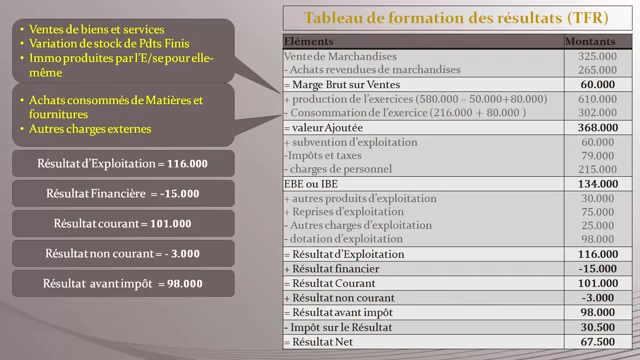 Tableau de formation des résultats (TFR)
• Ventes de biens et services
• Variation de stock de Pdts Finis
• Immo produites par l'E/se pour elle-
même
• Achats consommés de Matières et
fournitures
• Autres charges externes
Résultat d'Exploitation = 116.000
Résultat Financière = -15.000
Résultat courant = 101.000
Résultat non courant = - 3.000
Résultat avant impôt = 98.000
Eléments Montants
Vente de Marchandises 325.000
- Achats revendues de marchandises 265.000
= Marge Brut sur Ventes 60.000
+ production de l'exercices (580.000 – 50.000+80.000) 610.000
- Consommation de l'exercice (216.000 + 80.000 ) 302.000
= valeur Ajoutée 368.000
+ subvention d'exploitation 60.000
-Impôts et taxes 79.000
- charges de personnel 215.000
EBE ou IBE 134.000
+ autres produits d'exploitation 30.000
+ Reprises d'exploitation 75.000
- Autres charges d'exploitation 25.000
- dotation d'exploitation 98.000
= Résultat d'Exploitation 116.000
+ Résultat financier -15.000
= Résultat Courant 101.000
+ Résultat non courant -3.000
= Résultat avant impôt 98.000
- Impôt sur le Résultat 30.500
= Résultat Net 67.500